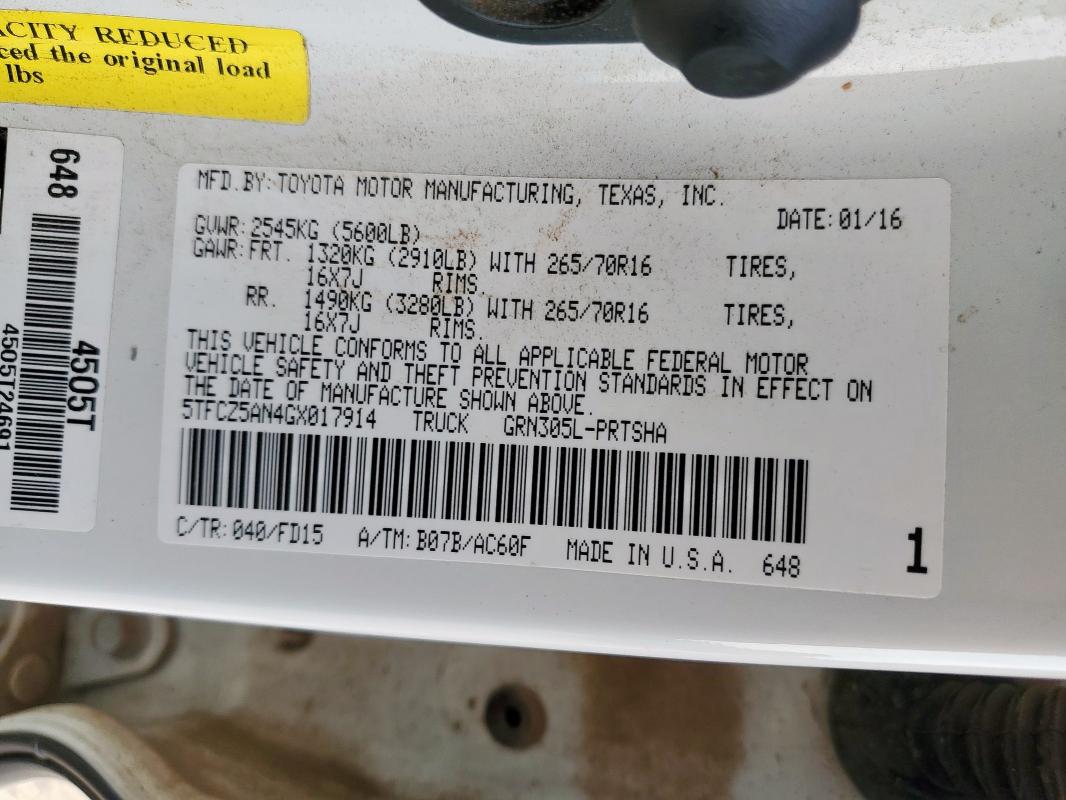 ACITY REDUCED
ced the original load
lbs
648
4505T
4505T24691
MFD.BY:TOYOTA MOTOR MANUFACTURING, TEXAS, INC.
DATE:01/16
GVWR:2545KG (5600LB)
GAWR:FRT. 1320KG (2910LB) WITH 265/70R16 TIRES,
16X7J RIMS.
RR. 1490KG (3280LB) WITH 265/70R16 TIRES,
16X7J RIMS.
THIS VEHICLE CONFORMS TO ALL APPLICABLE FEDERAL MOTOR
VEHICLE SAFETY AND THEFT PREVENTION STANDARDS IN EFFECT ON
THE DATE OF MANUFACTURE SHOWN ABOVE.
5TFCZ5AN4GX017914 TRUCK GRN305L-PRTSHA
C/TR:040/FD15 A/TM:B07B/AC60F MADE IN U.S.A. 648
1